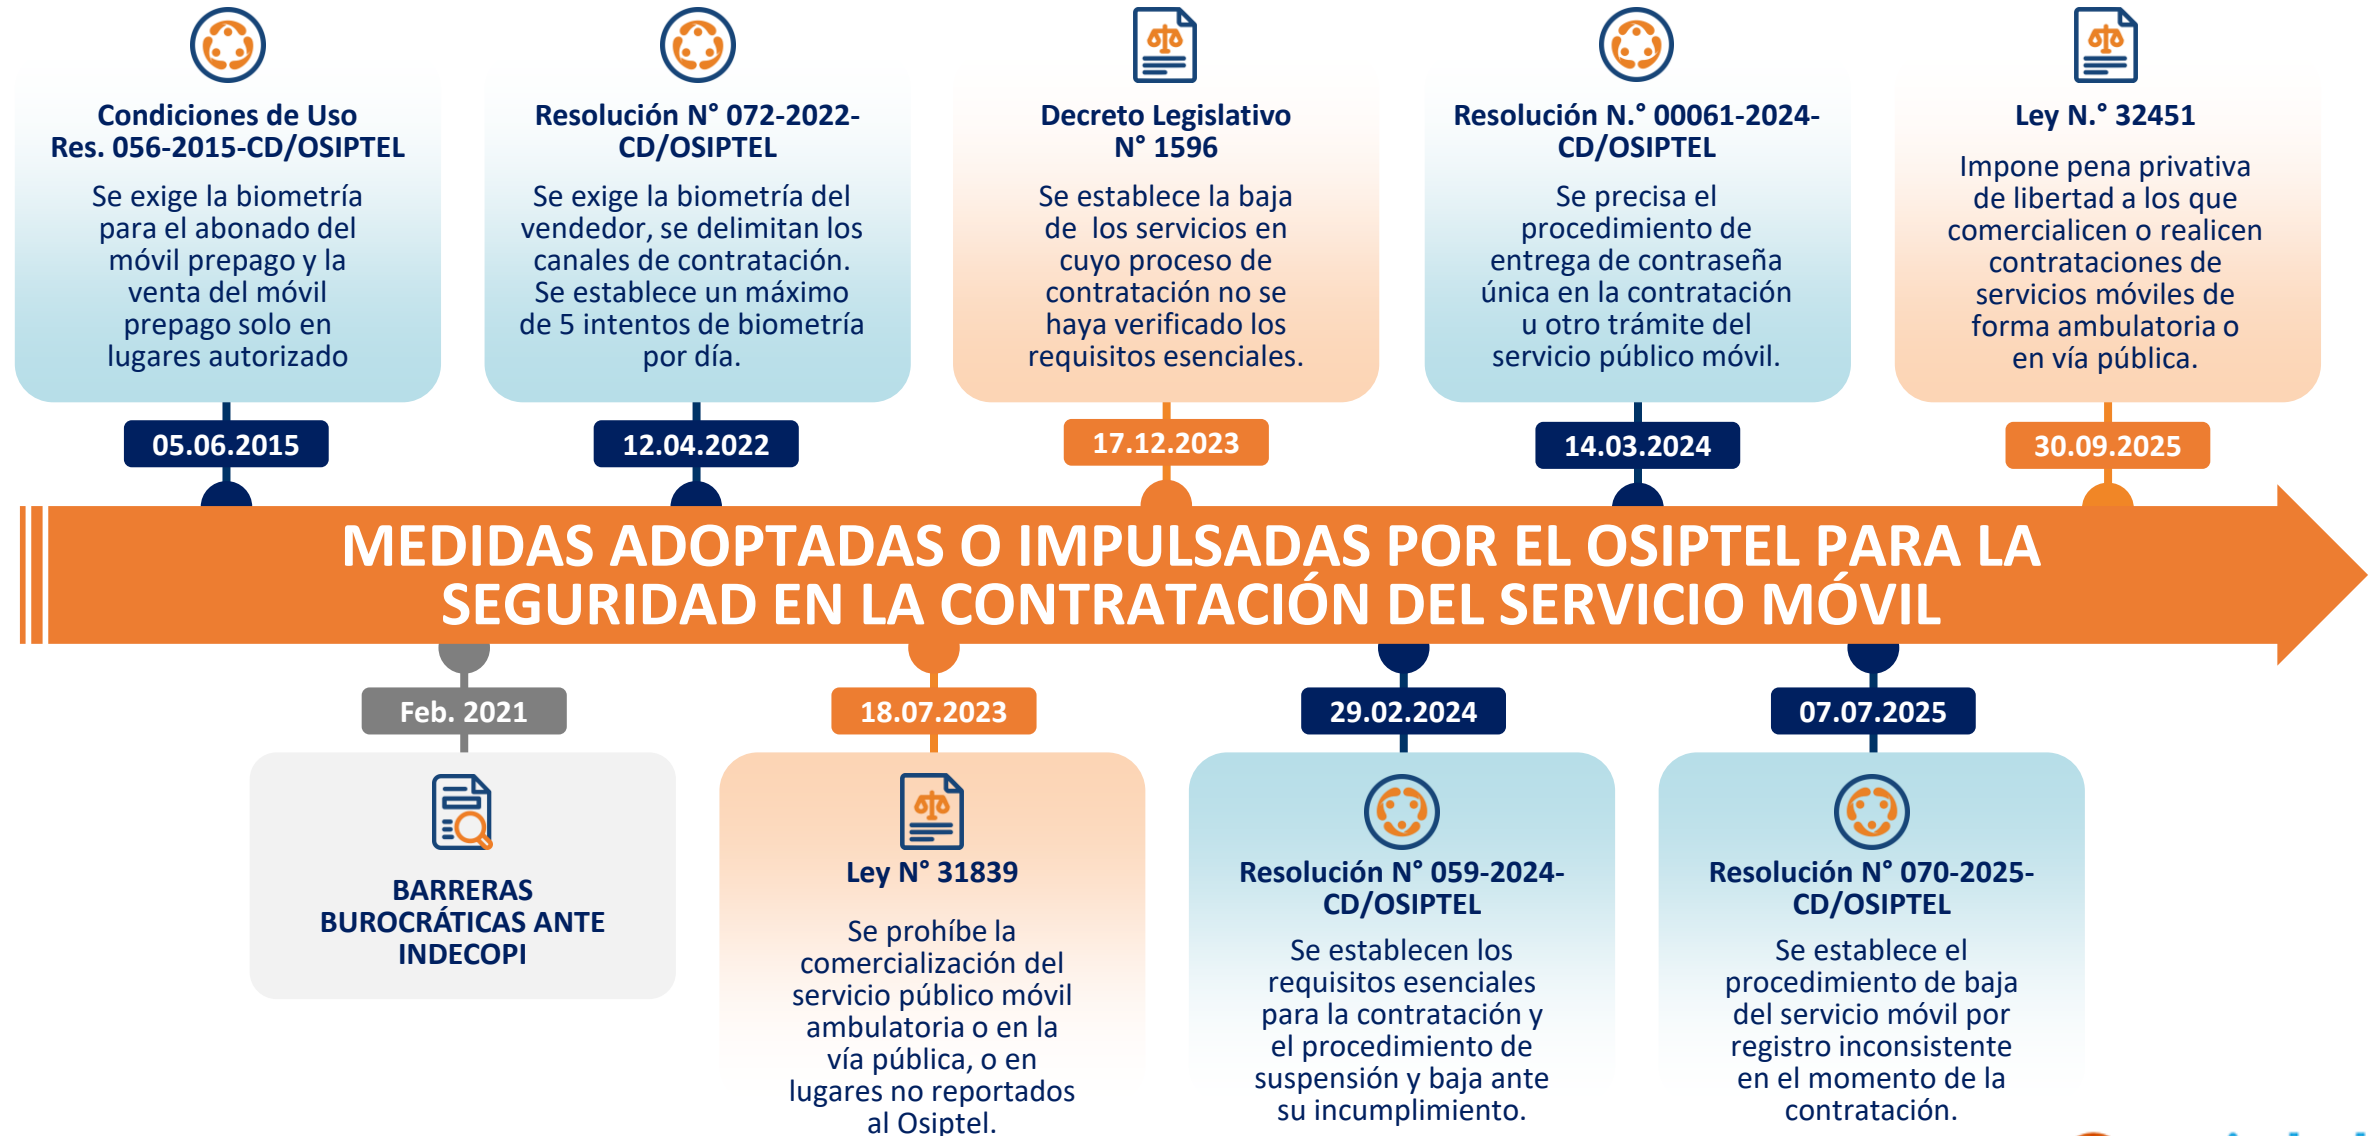 Condiciones de Uso
Res. 056-2015-CD/OSIPTEL
Se exige la biometría
para el abonado del
móvil prepago y la
venta del móvil
prepago solo en
lugares autorizado
05.06.2015
Resolución N° 072-2022-
CD/OSIPTEL
Se exige la biometría del
vendedor, se delimitan los
canales de contratación.
Se establece un máximo
de 5 intentos de biometría
por día.
12.04.2022
Decreto Legislativo
N° 1596
Se establece la baja
de los servicios en
cuyo proceso de
contratación no se
haya verificado los
requisitos esenciales.
17.12.2023
Resolución N.° 00061-2024-
CD/OSIPTEL
Se precisa el
procedimiento de
entrega de contraseña
única en la contratación
u otro trámite del
servicio público móvil.
14.03.2024
Ley N.° 32451
Impone pena privativa
de libertad a los que
comercialicen o realicen
contrataciones de
servicios móviles de
forma ambulatoria o
en vía pública.
30.09.2025
MEDIDAS ADOPTADAS O IMPULSADAS POR EL OSIPTEL PARA LA
SEGURIDAD EN LA CONTRATACIÓN DEL SERVICIO MÓVIL
Feb. 2021
BARRERAS
BUROCRÁTICAS ANTE
INDECOPI
18.07.2023
Ley N° 31839
Se prohíbe la
comercialización del
servicio público móvil
ambulatoria o en la
vía pública, o en
lugares no reportados
al Osiptel.
29.02.2024
Resolución N° 059-2024-
CD/OSIPTEL
Se establecen los
requisitos esenciales
para la contratación y
el procedimiento de
suspensión y baja ante
su incumplimiento.
07.07.2025
Resolución N° 070-2025-
CD/OSIPTEL
Se establece el
procedimiento de baja
del servicio móvil por
registro inconsistente
en el momento de la
contratación.